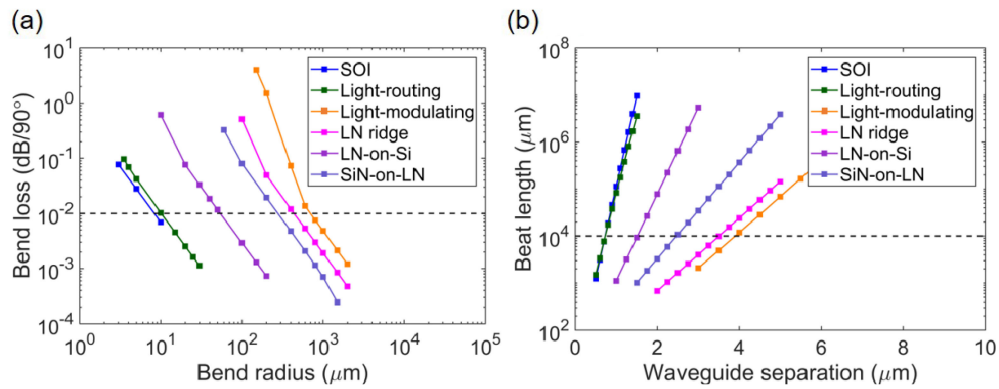 (a)
Bend loss (dB/90°)
10^1
10^0
10^-1
10^-2
10^-3
10^-4
SOI
Light-routing
Light-modulating
LN ridge
LN-on-Si
SiN-on-LN
10^0 10^1 10^2 10^3 10^4 10^5
Bend radius (μm)
(b)
Beat length (μm)
10^8
10^6
10^4
10^2
SOI
Light-routing
Light-modulating
LN ridge
LN-on-Si
SiN-on-LN
0 2 4 6 8 10
Waveguide separation (μm)